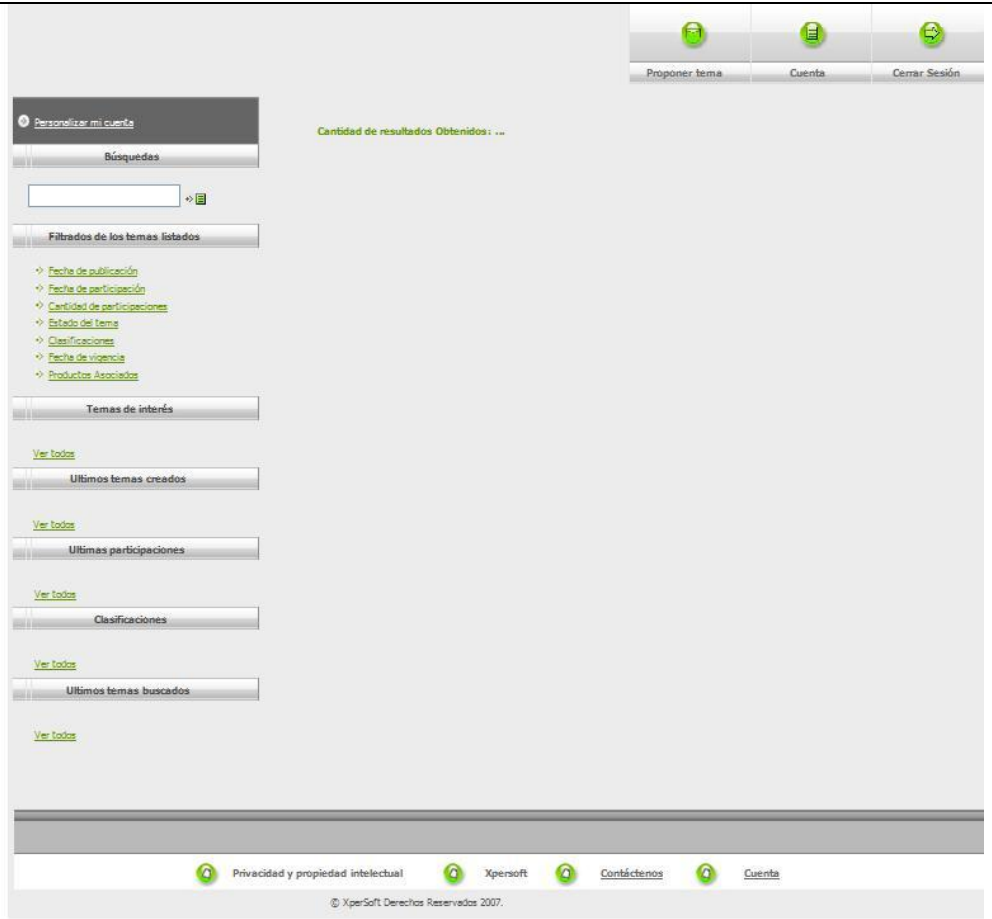 Proponer tema Cuenta Cerrar Sesión
Personalizar mi cuenta
Cantidad de resultados Obtenidos: ...
Búsquedas
Filtrados de los temas listados
Fecha de publicación
Fecha de participación
Cantidad de participaciones
Estado del tema
Clasificaciones
Fecha de vigencia
Productos Asociados
Temas de interés
Ver todos
Ultimos temas creados
Ver todos
Ultimas participaciones
Ver todos
Clasificaciones
Ver todos
Ultimos temas buscados
Ver todos
Privacidad y propiedad intelectual Xpersoft Contáctenos Cuenta
© XperSoft Derechos Reservados 2007.